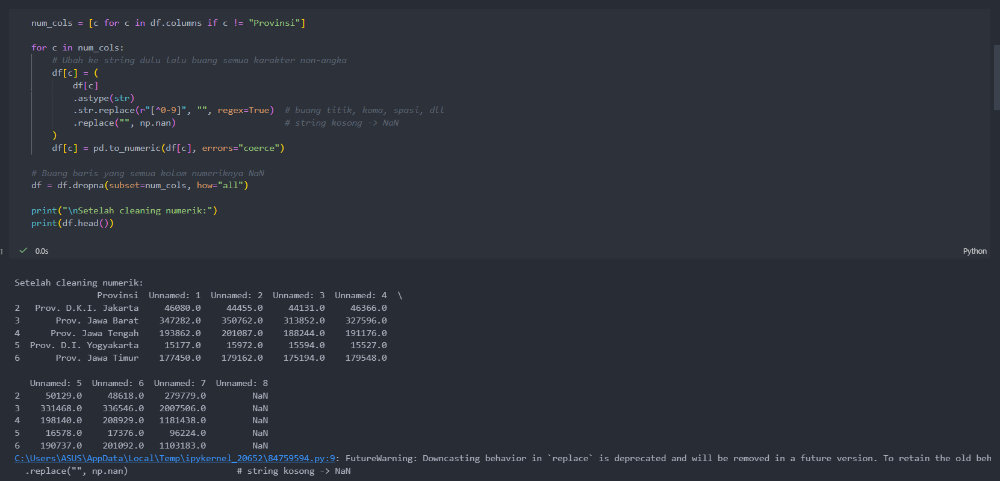 num_cols = [c for c in df.columns if c != "Provinsi"]
for c in num_cols:
# Ubah ke string dulu lalu buang semua karakter non-angka
df[c] = (
df[c]
.astype(str)
.str.replace(r"[^0-9]", "", regex=True)  # buang titik, koma, spasi, dll
.replace("", np.nan)                     # string kosong -> NaN
)
df[c] = pd.to_numeric(df[c], errors="coerce")
# Buang baris yang semua kolom numeriknya NaN
df = df.dropna(subset=num_cols, how="all")
print("\nSetelah cleaning numerik:")
print(df.head())
] ✓ 0.0s Python
Setelah cleaning numerik:
Provinsi  Unnamed: 1  Unnamed: 2  Unnamed: 3  Unnamed: 4  \
2   Prov. D.K.I. Jakarta     46080.0     44455.0     44131.0     46366.0
3       Prov. Jawa Barat    347282.0    350762.0    313852.0    327596.0
4      Prov. Jawa Tengah    193862.0    201087.0    188244.0    191176.0
5  Prov. D.I. Yogyakarta     15177.0     15972.0     15594.0     15527.0
6       Prov. Jawa Timur    177450.0    179162.0    175194.0    179548.0
Unnamed: 5  Unnamed: 6  Unnamed: 7  Unnamed: 8
2     50129.0     48618.0    279779.0         NaN
3    331468.0    336546.0   2007506.0         NaN
4    198140.0    208929.0   1181438.0         NaN
5     16578.0     17376.0     96224.0         NaN
6    190737.0    201092.0   1103183.0         NaN
C:\Users\ASUS\AppData\Local\Temp\ipykernel_20652\84759594.py:9: FutureWarning: Downcasting behavior in `replace` is deprecated and will be removed in a future version. To retain the old beh
.replace("", np.nan)                     # string kosong -> NaN